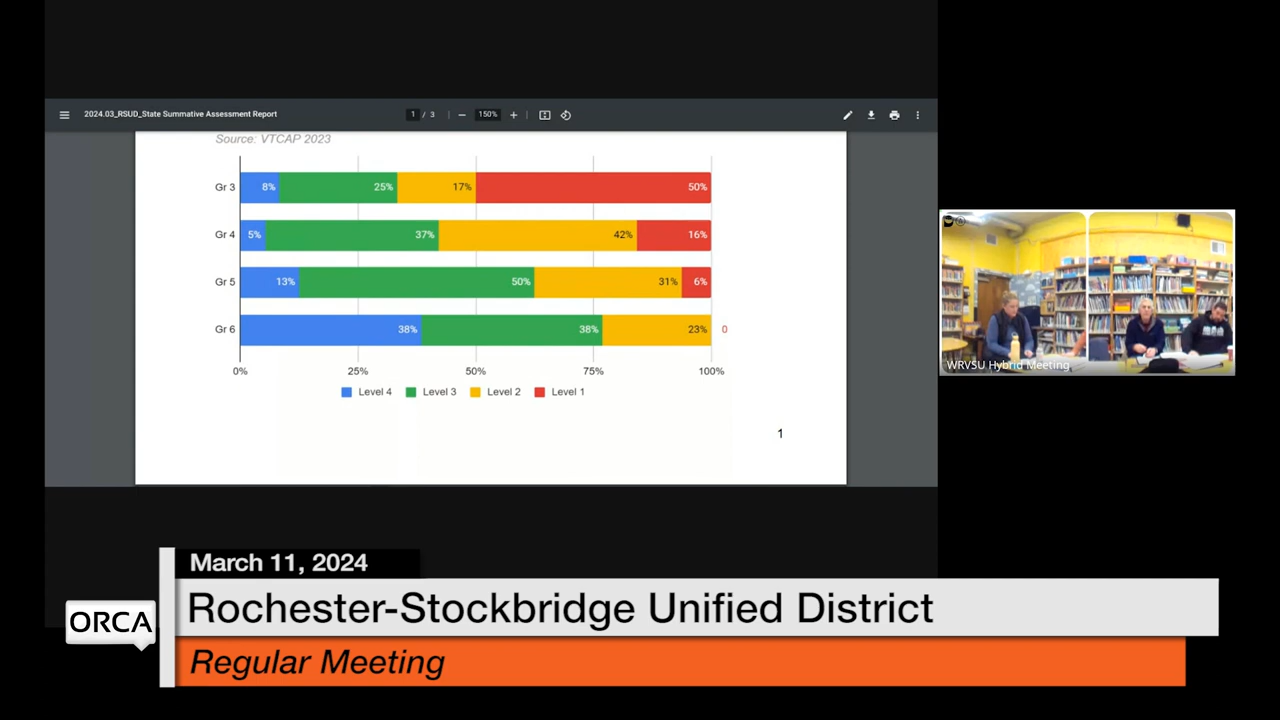 2024.03_RSUD_State Summative Assessment Report
1 / 3
150%
Source: VTCAP 2023
Gr 3 8% 25% 17% 50%
Gr 4 5% 37% 42% 16%
Gr 5 13% 50% 31% 6%
Gr 6 38% 38% 23% 0
0% 25% 50% 75% 100%
Level 4 Level 3 Level 2 Level 1
1
WRVSU Hybrid Meeting
March 11, 2024
ORCA
Rochester-Stockbridge Unified District
Regular Meeting